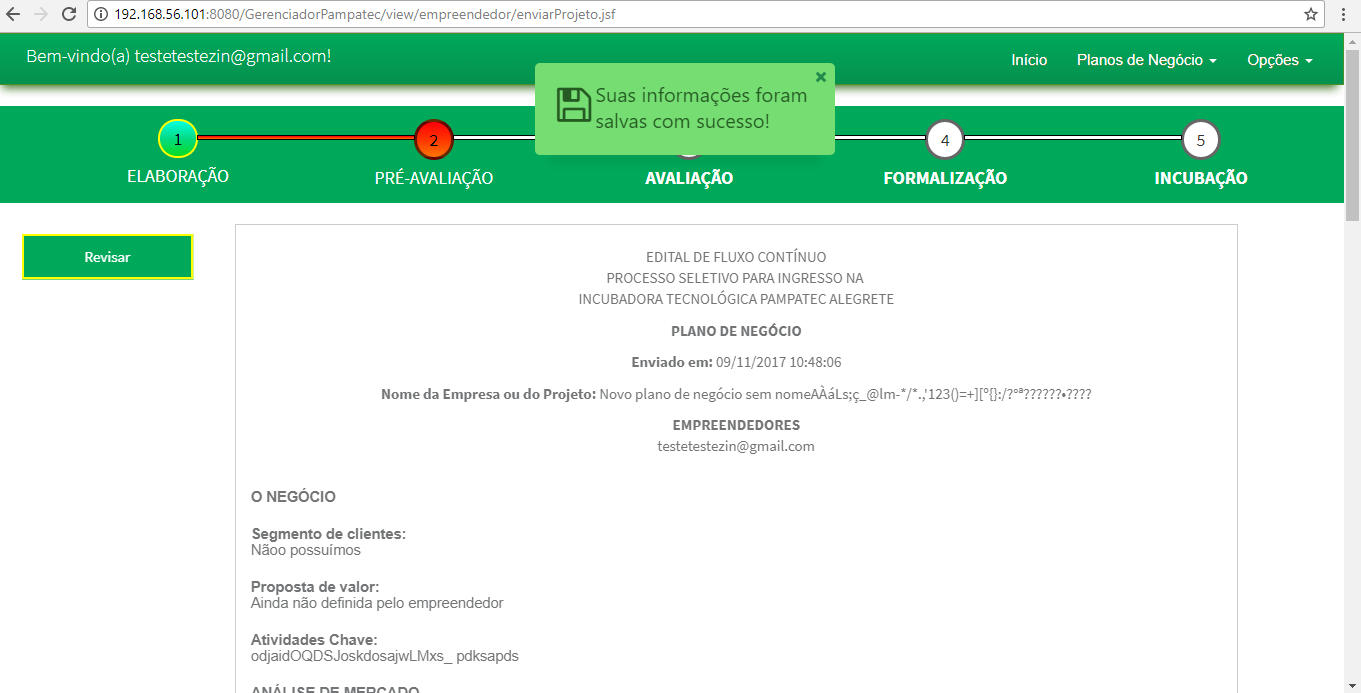 192.168.56.101:8080/GerenciadorPampatec/view/empreendedor/enviarProjeto.jsf
Bem-vindo(a) testetestezin@gmail.com!
Início
Planos de Negócio
Opções
Suas informações foram
salvas com sucesso!
1
2
4
5
ELABORAÇÃO
PRÉ-AVALIAÇÃO
AVALIAÇÃO
FORMALIZAÇÃO
INCUBAÇÃO
Revisar
EDITAL DE FLUXO CONTÍNUO
PROCESSO SELETIVO PARA INGRESSO NA
INCUBADORA TECNOLÓGICA PAMPATEC ALEGRETE
PLANO DE NEGÓCIO
Enviado em: 09/11/2017 10:48:06
Nome da Empresa ou do Projeto: Novo plano de negócio sem nomeAÀáLs;ç_@lm-*/*.,'123()=+][º{}:/?°ª??????•????
EMPREENDEDORES
testetestezin@gmail.com
O NEGÓCIO
Segmento de clientes:
Nãoo possuímos
Proposta de valor:
Ainda não definida pelo empreendedor
Atividades Chave:
odjaidOQDSJoskdosajwLMxs_ pdksapds
ANÁLISE DE MERCADO